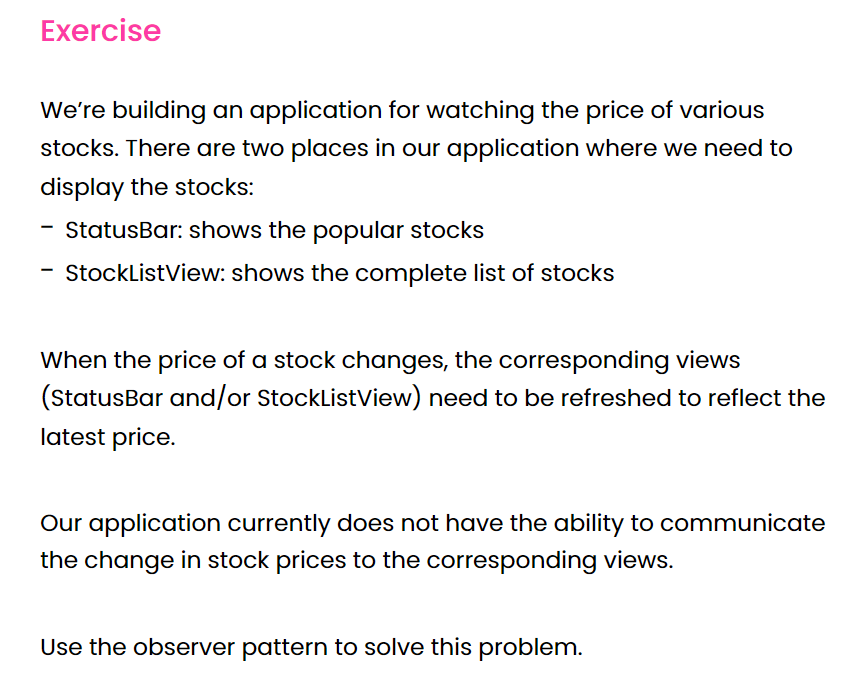 Exercise
We’re building an application for watching the price of various
stocks. There are two places in our application where we need to
display the stocks:
- StatusBar: shows the popular stocks
- StockListView: shows the complete list of stocks
When the price of a stock changes, the corresponding views
(StatusBar and/or StockListView) need to be refreshed to reflect the
latest price.
Our application currently does not have the ability to communicate
the change in stock prices to the corresponding views.
Use the observer pattern to solve this problem.